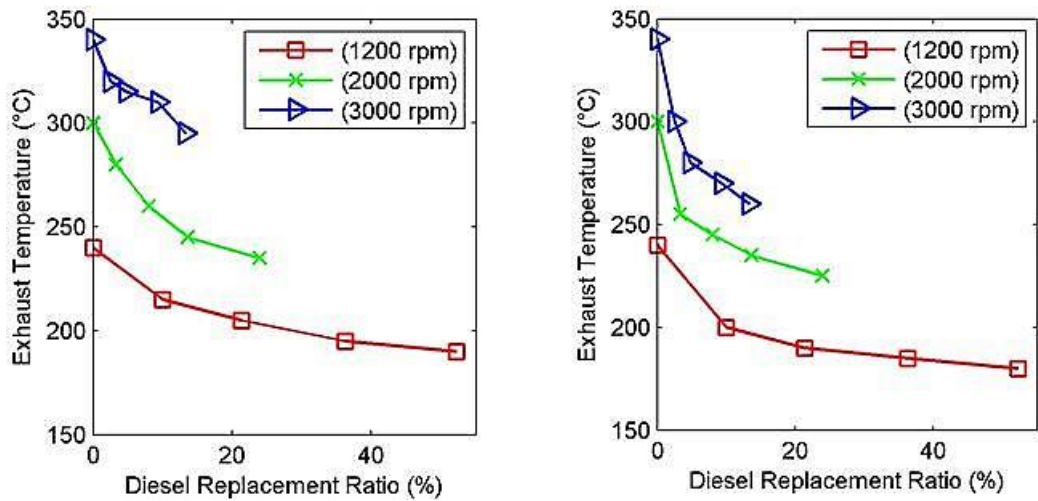 350
300
250
200
150
Exhaust Temperature (°C)
(1200 rpm)
(2000 rpm)
(3000 rpm)
0
20
40
Diesel Replacement Ratio (%)
350
300
250
200
150
Exhaust Temperature (°C)
(1200 rpm)
(2000 rpm)
(3000 rpm)
0
20
40
Diesel Replacement Ratio (%)